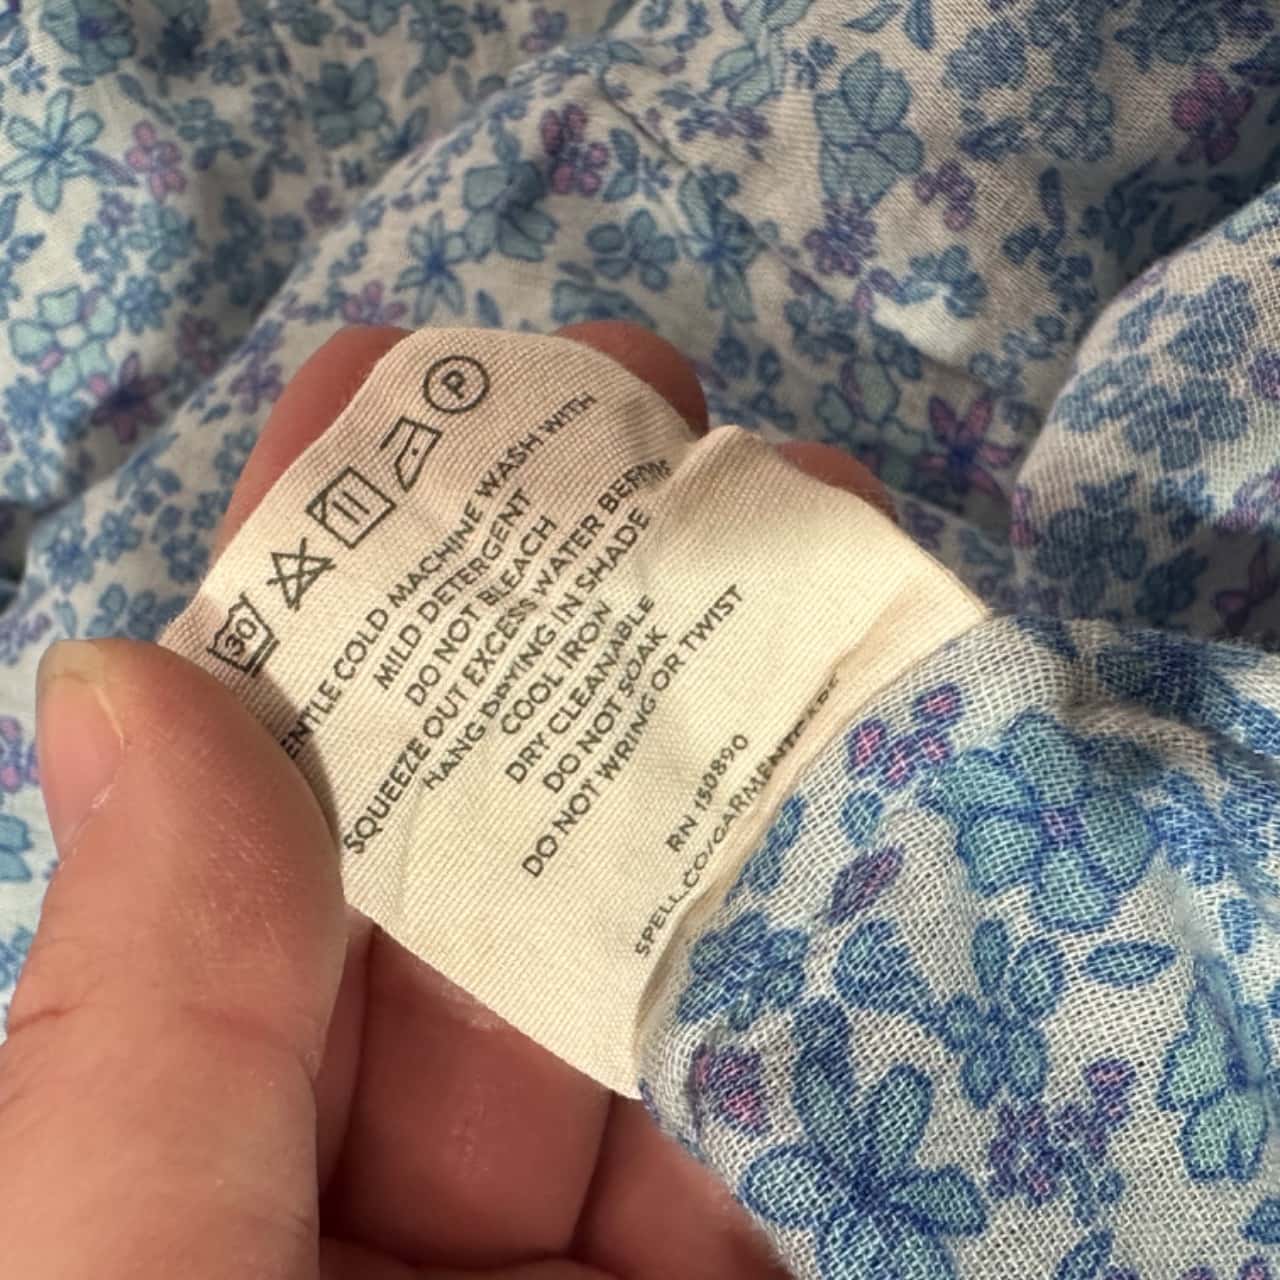 P
30
GENTLE COLD MACHINE WASH WITH
MILD DETERGENT
DO NOT BLEACH
SQUEEZE OUT EXCESS WATER BEFORE
HANG DRYING IN SHADE
COOL IRON
DRY CLEANABLE
DO NOT SOAK
DO NOT WRING OR TWIST
RN 150890
SPELL.CO/GARMENTCARE